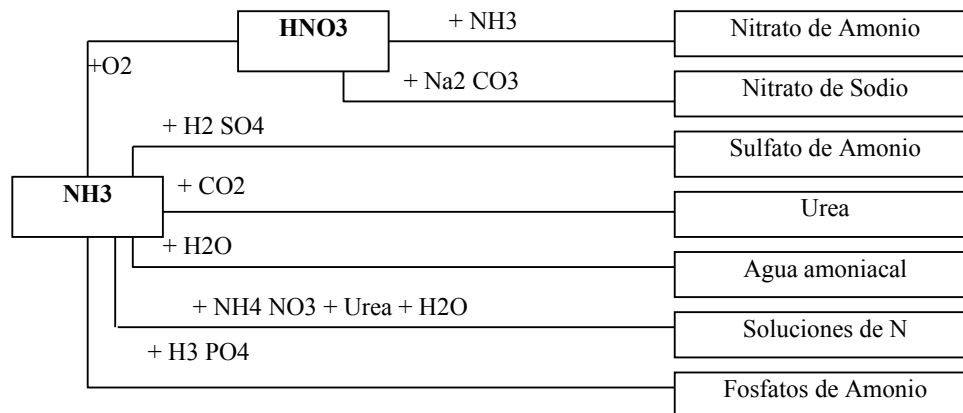 HNO3
+ NH3
Nitrato de Amonio
+O2
+ Na2 CO3
Nitrato de Sodio
+ H2 SO4
Sulfato de Amonio
NH3
+ CO2
Urea
+ H2O
Agua amoniacal
+ NH4 NO3 + Urea + H2O
Soluciones de N
+ H3 PO4
Fosfatos de Amonio